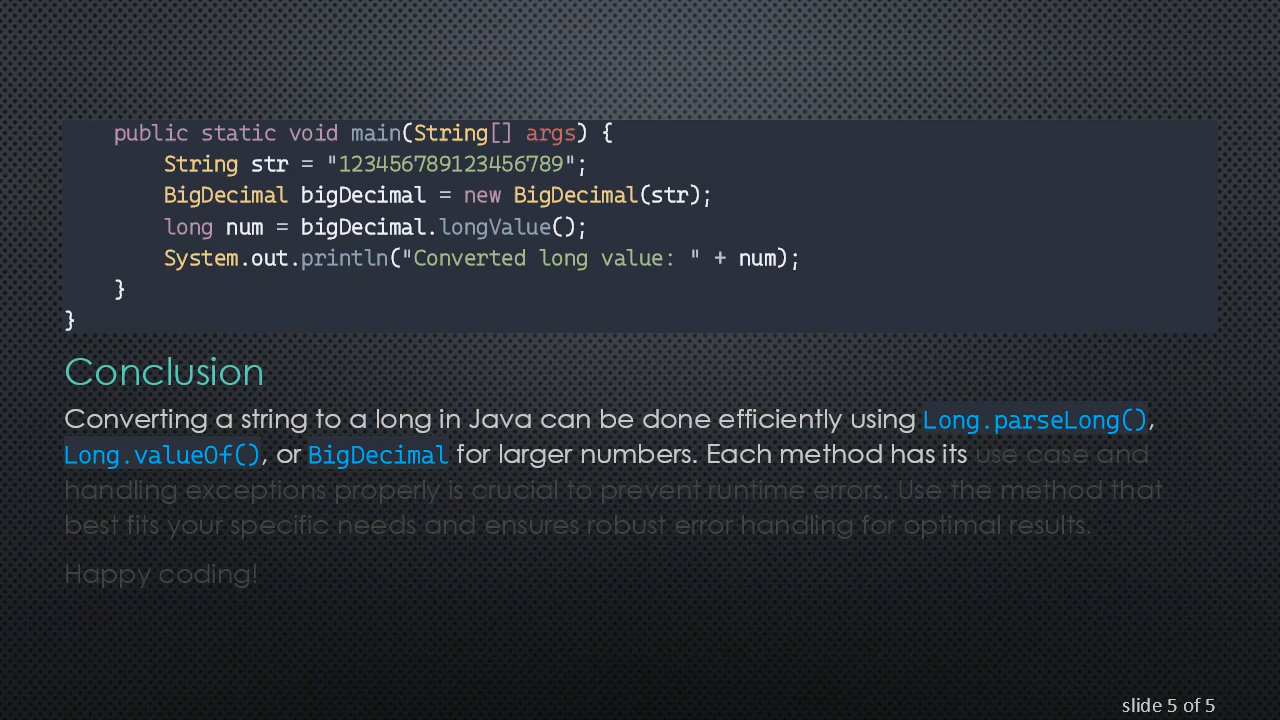 public static void main(String[] args) {
        String str = "123456789123456789";
        BigDecimal bigDecimal = new BigDecimal(str);
        long num = bigDecimal.longValue();
        System.out.println("Converted long value: " + num);
    }
}
Conclusion
Converting a string to a long in Java can be done efficiently using Long.parseLong(),
Long.valueOf(), or BigDecimal for larger numbers. Each method has its use case and
handling exceptions properly is crucial to prevent runtime errors. Use the method that
best fits your specific needs and ensures robust error handling for optimal results.
Happy coding!
slide 5 of 5